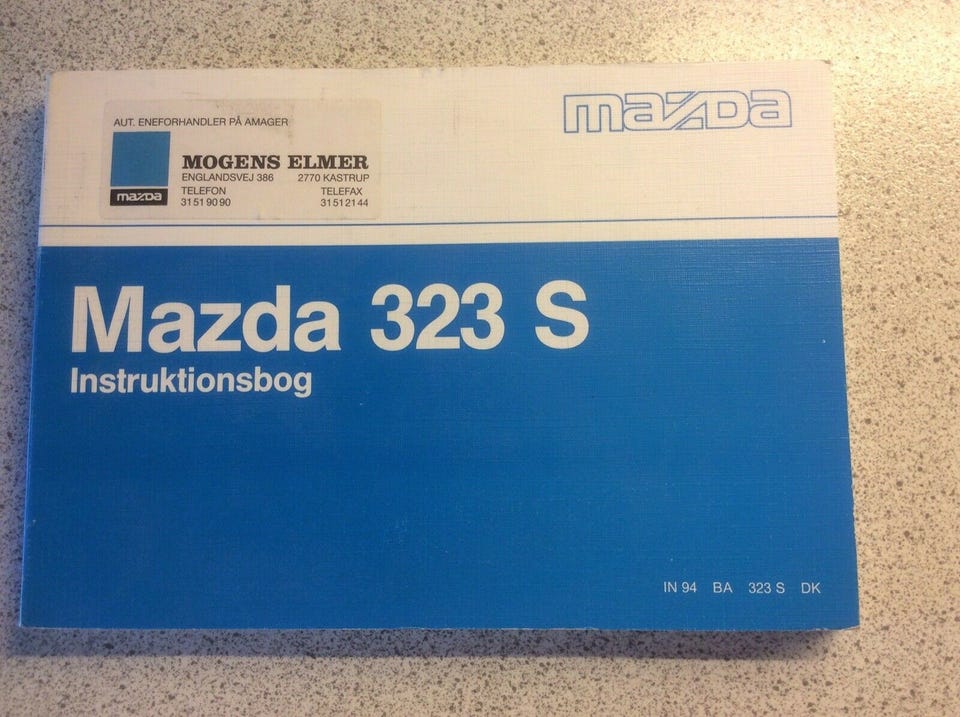 mazda
AUT. ENEFORHANDLER PÅ AMAGER
mazda
MOGENS ELMER
ENGLANDSVEJ 386 2770 KASTRUP
TELEFON TELEFAX
31 51 90 90 31 51 21 44
Mazda 323 S
Instruktionsbog
IN 94 BA 323 S DK